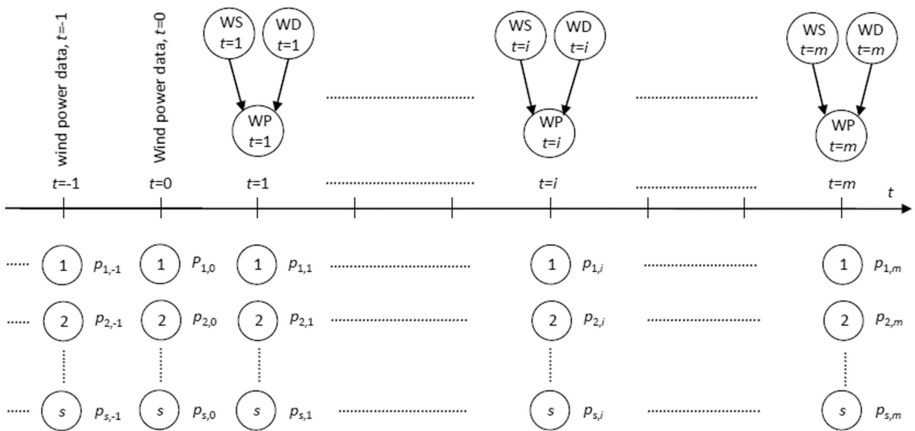 wind power data, t=-1
Wind power data, t=0
WS
t=1
WD
t=1
WP
t=1
WS
t=i
WD
t=i
WP
t=i
WS
t=m
WD
t=m
WP
t=m
t=-1 t=0 t=1 t=i t=m t
1 p1,-1 1 P1,0 1 p1,1 1 p1,i 1 p1,m
2 p2,-1 2 p2,0 2 p2,1 2 p2,i 2 p2,m
s ps,-1 s ps,0 s ps,1 s ps,i s ps,m